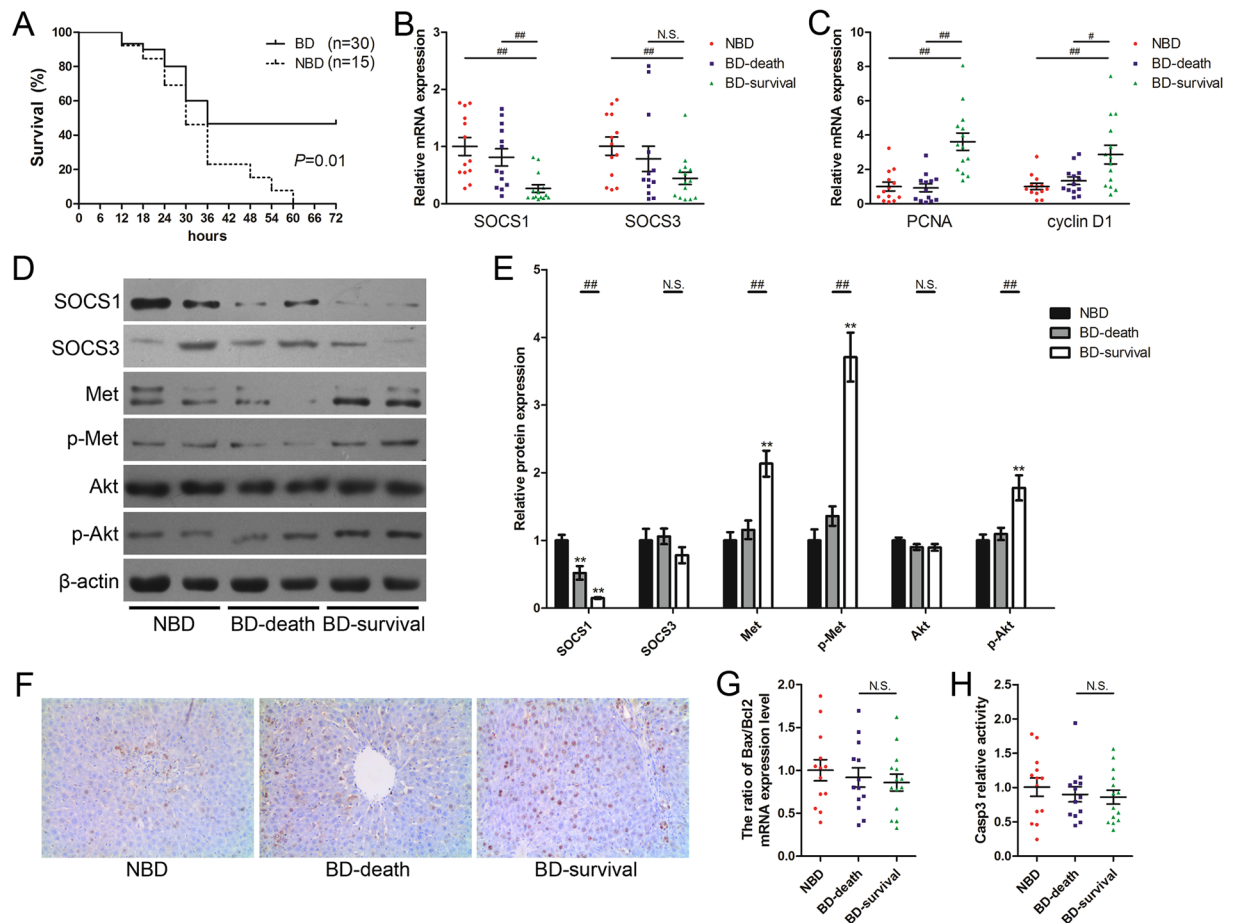 A
Survival (%)
100
80
60
40
20
0
0 6 12 18 24 30 36 42 48 54 60 66 72
hours
BD (n=30)
NBD (n=15)
P=0.01
B
Relative mRNA expression
3
2
1
0
## N.S.
## ##
NBD
BD-death
BD-survival
SOCS1 SOCS3
C
Relative mRNA expression
10
8
6
4
2
0
## #
## ##
NBD
BD-death
BD-survival
PCNA cyclin D1
D
SOCS1
SOCS3
Met
p-Met
Akt
p-Akt
β-actin
NBD BD-death BD-survival
E
Relative protein expression
5
4
3
2
1
0
## N.S. ## ## N.S. ##
** ** ** ** **
NBD
BD-death
BD-survival
SOCS1 SOCS3 Met p-Met Akt p-Akt
F
NBD BD-death BD-survival
G
The ratio of Bax/Bcl2
mRNA expression level
2.0
1.5
1.0
0.5
0.0
N.S.
NBD BD-death BD-survival
H
Casp3 relative activity
2.5
2.0
1.5
1.0
0.5
0.0
N.S.
NBD BD-death BD-survival